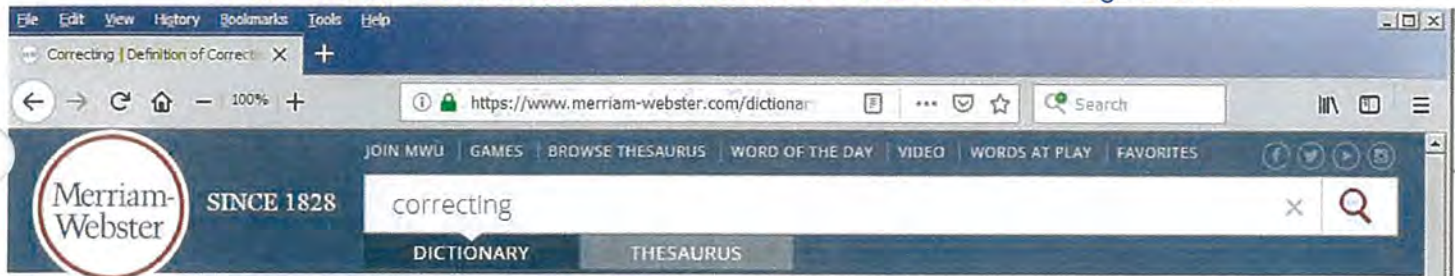 File Edit View History Bookmarks Tools Help
Correcting | Definition of Correcti
100%
https://www.merriam-webster.com/dictionar
Search
JOIN MWU | GAMES | BROWSE THESAURUS | WORD OF THE DAY | VIDEO | WORDS AT PLAY | FAVORITES
Merriam-
Webster
SINCE 1828
correcting
DICTIONARY THESAURUS